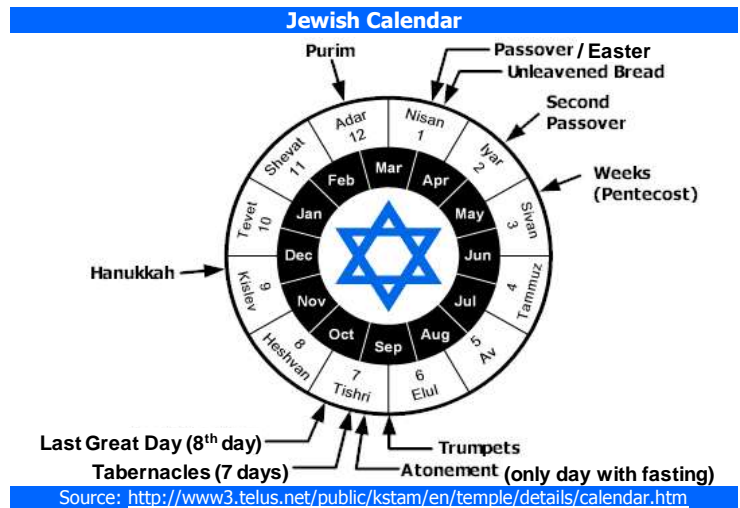 Jewish Calendar
Purim
Passover / Easter
Unleavened Bread
Second
Passover
Weeks
(Pentecost)
Nisan
1
Iyar
2
Sivan
3
Tammuz
4
Av
5
Elul
6
Tishri
7
Heshvan
8
Kislev
9
Tevet
10
Shevat
11
Adar
12
Mar
Apr
May
Jun
Jul
Aug
Sep
Oct
Nov
Dec
Jan
Feb
Hanukkah
Last Great Day (8th day)
Tabernacles (7 days)
Trumpets
Atonement (only day with fasting)
Source: http://www3.telus.net/public/kstam/en/temple/details/calendar.htm